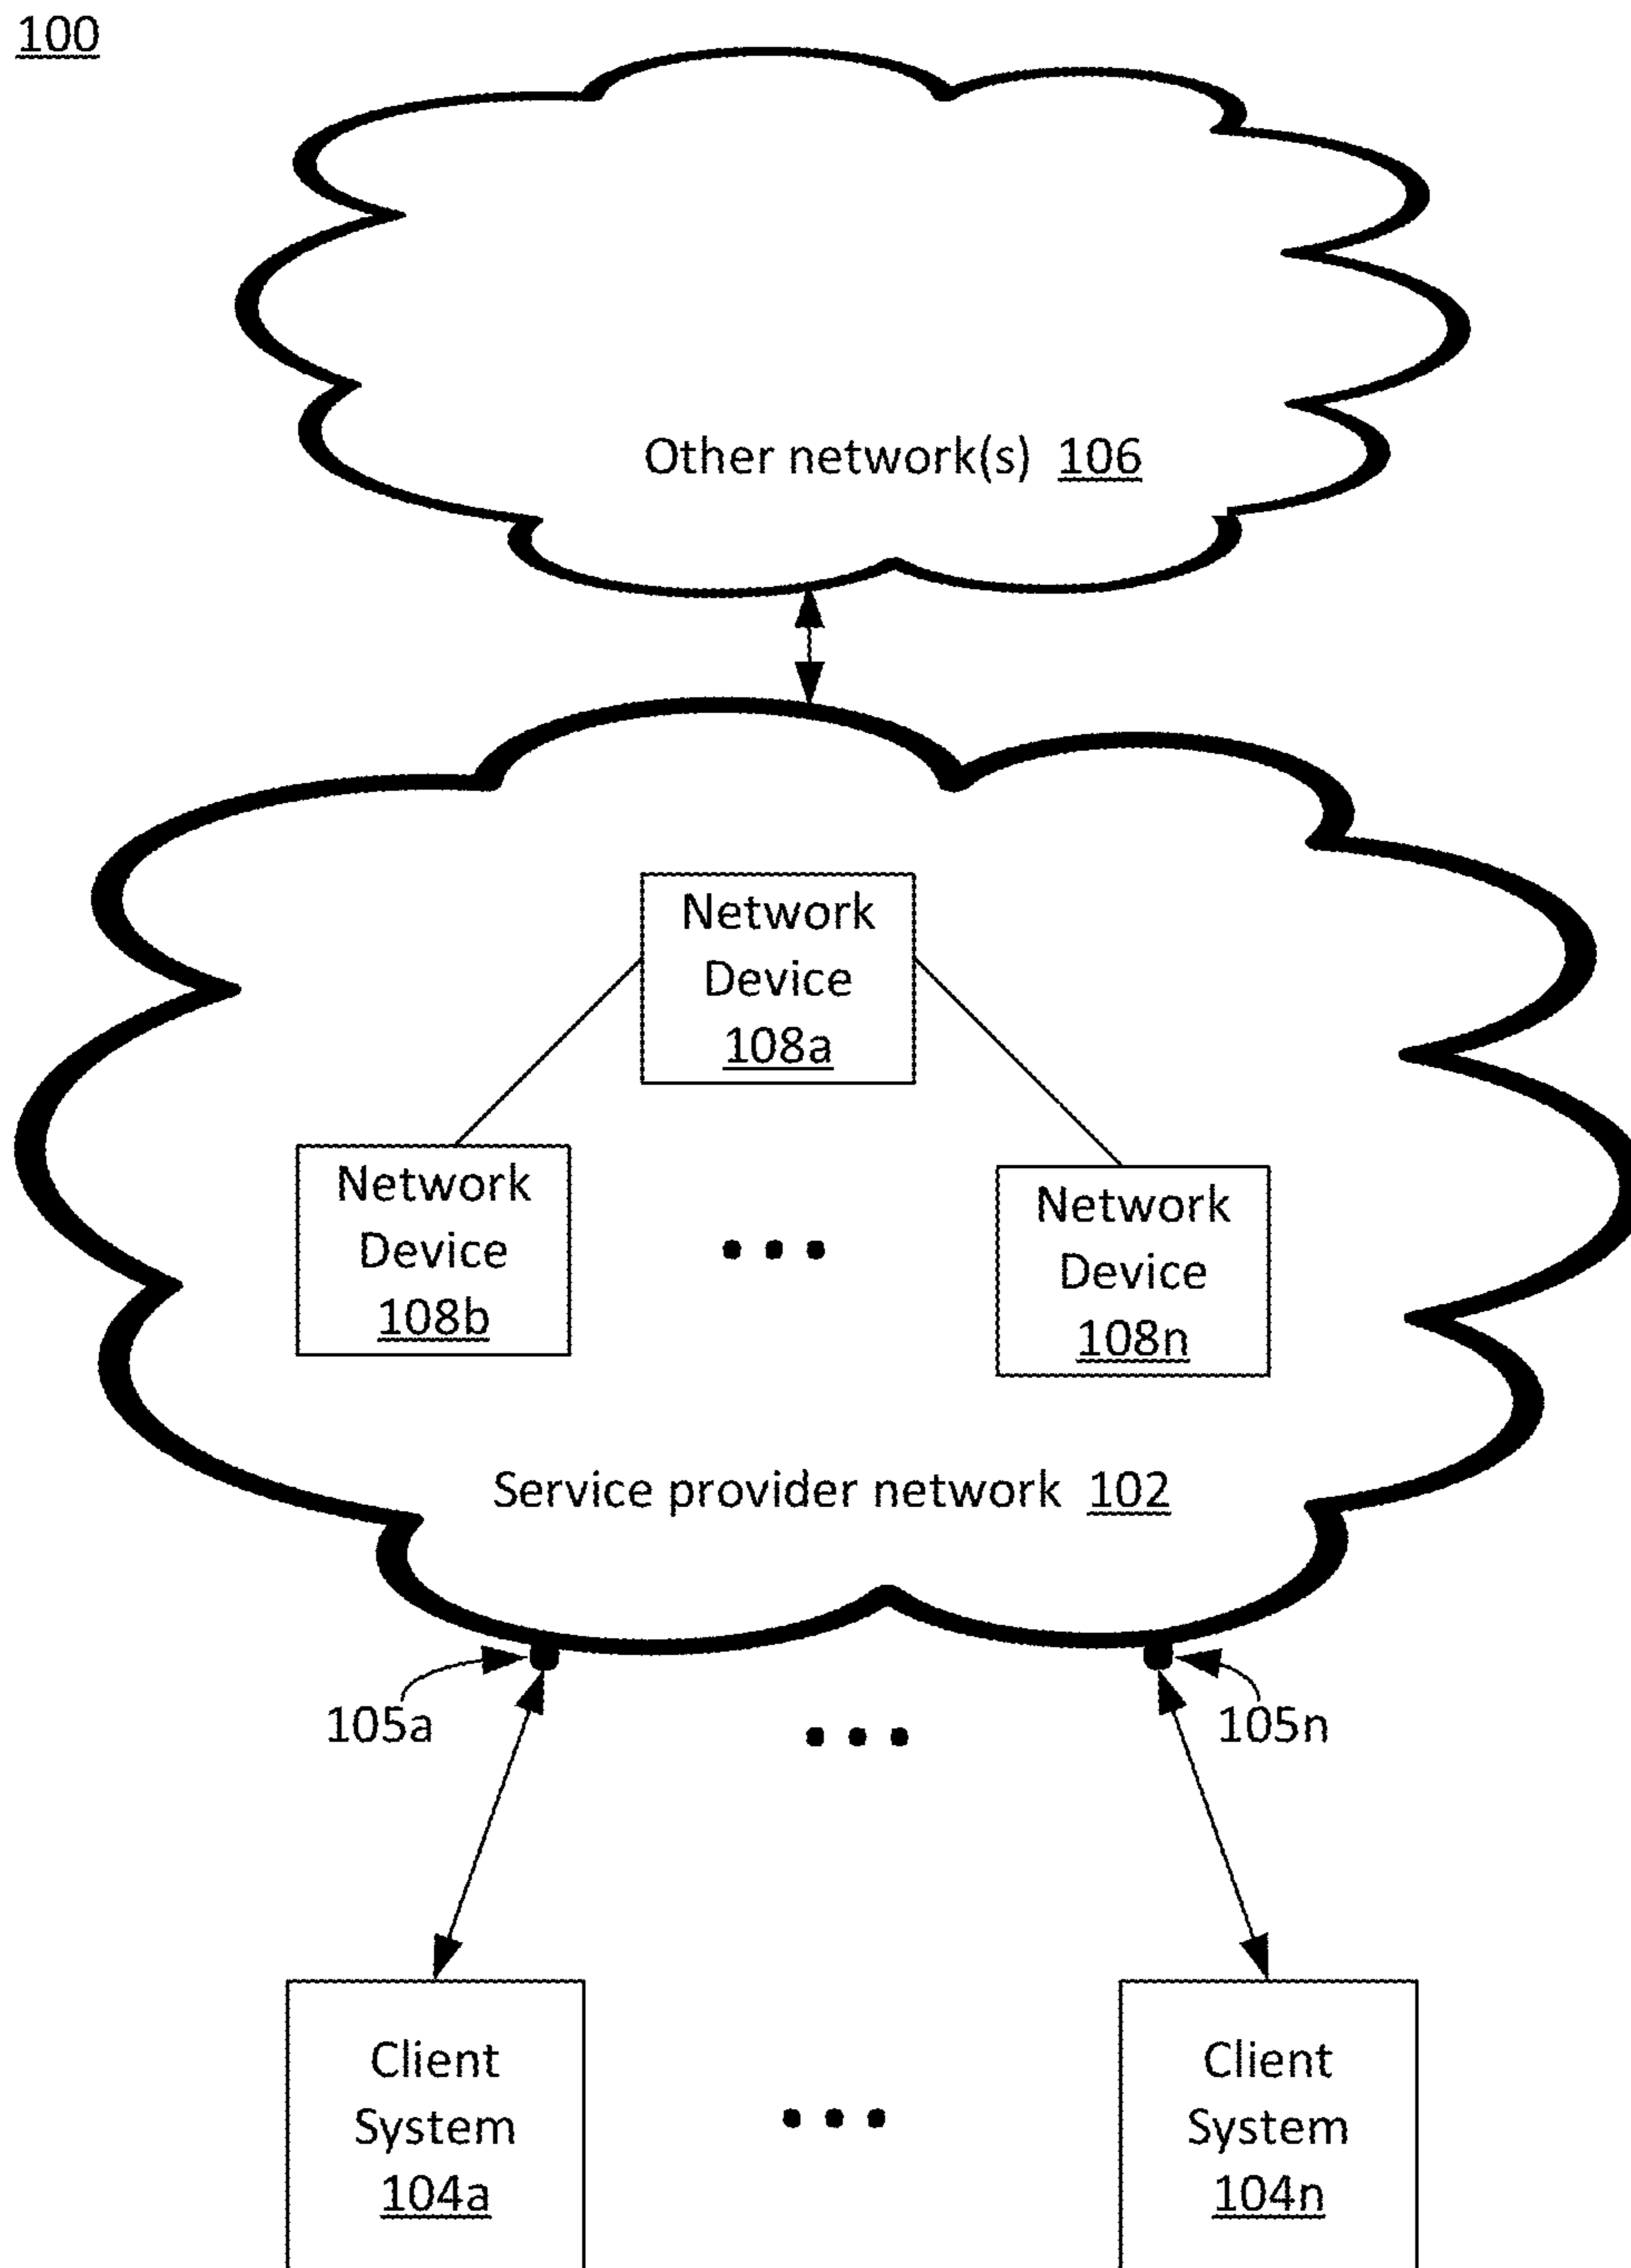 100
Other network(s) 106
Network
Device
108a
Network
Device
108b
Network
Device
108n
Service provider network 102
105a
105n
Client
System
104a
Client
System
104n